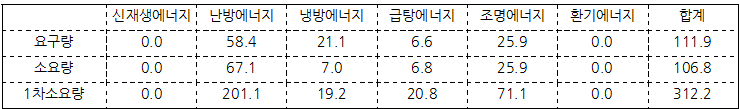 신재생에너지 난방에너지 냉방에너지 급탕에너지 조명에너지 환기에너지 합계
요구량 0.0 58.4 21.1 6.6 25.9 0.0 111.9
소요량 0.0 67.1 7.0 6.8 25.9 0.0 106.8
1차소요량 0.0 201.1 19.2 20.8 71.1 0.0 312.2